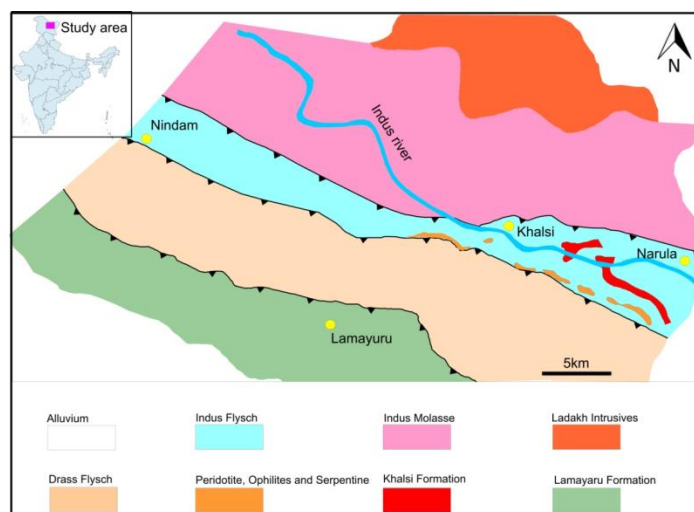 Study area
N
Nindam
Indus river
Khalsi
Narula
Lamayuru
5km
Alluvium
Indus Flysch
Indus Molasse
Ladakh Intrusives
Drass Flysch
Peridotite, Ophilites and Serpentine
Khalsi Formation
Lamayaru Formation